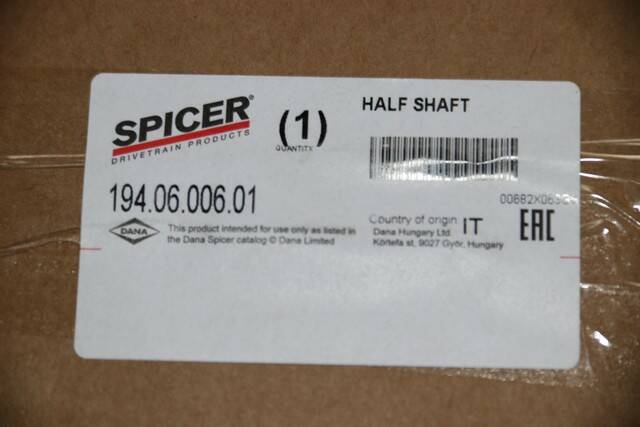 SPICER®
DRIVETRAIN PRODUCTS
(1)
QUANTITY
HALF SHAFT
194.06.006.01
DANA
This product intended for use only as listed in
the Dana Spicer catalog © Dana Limited
Country of origin: IT
Dana Hungary Ltd.
Körtefa st, 9027 Győr, Hungary
EAC